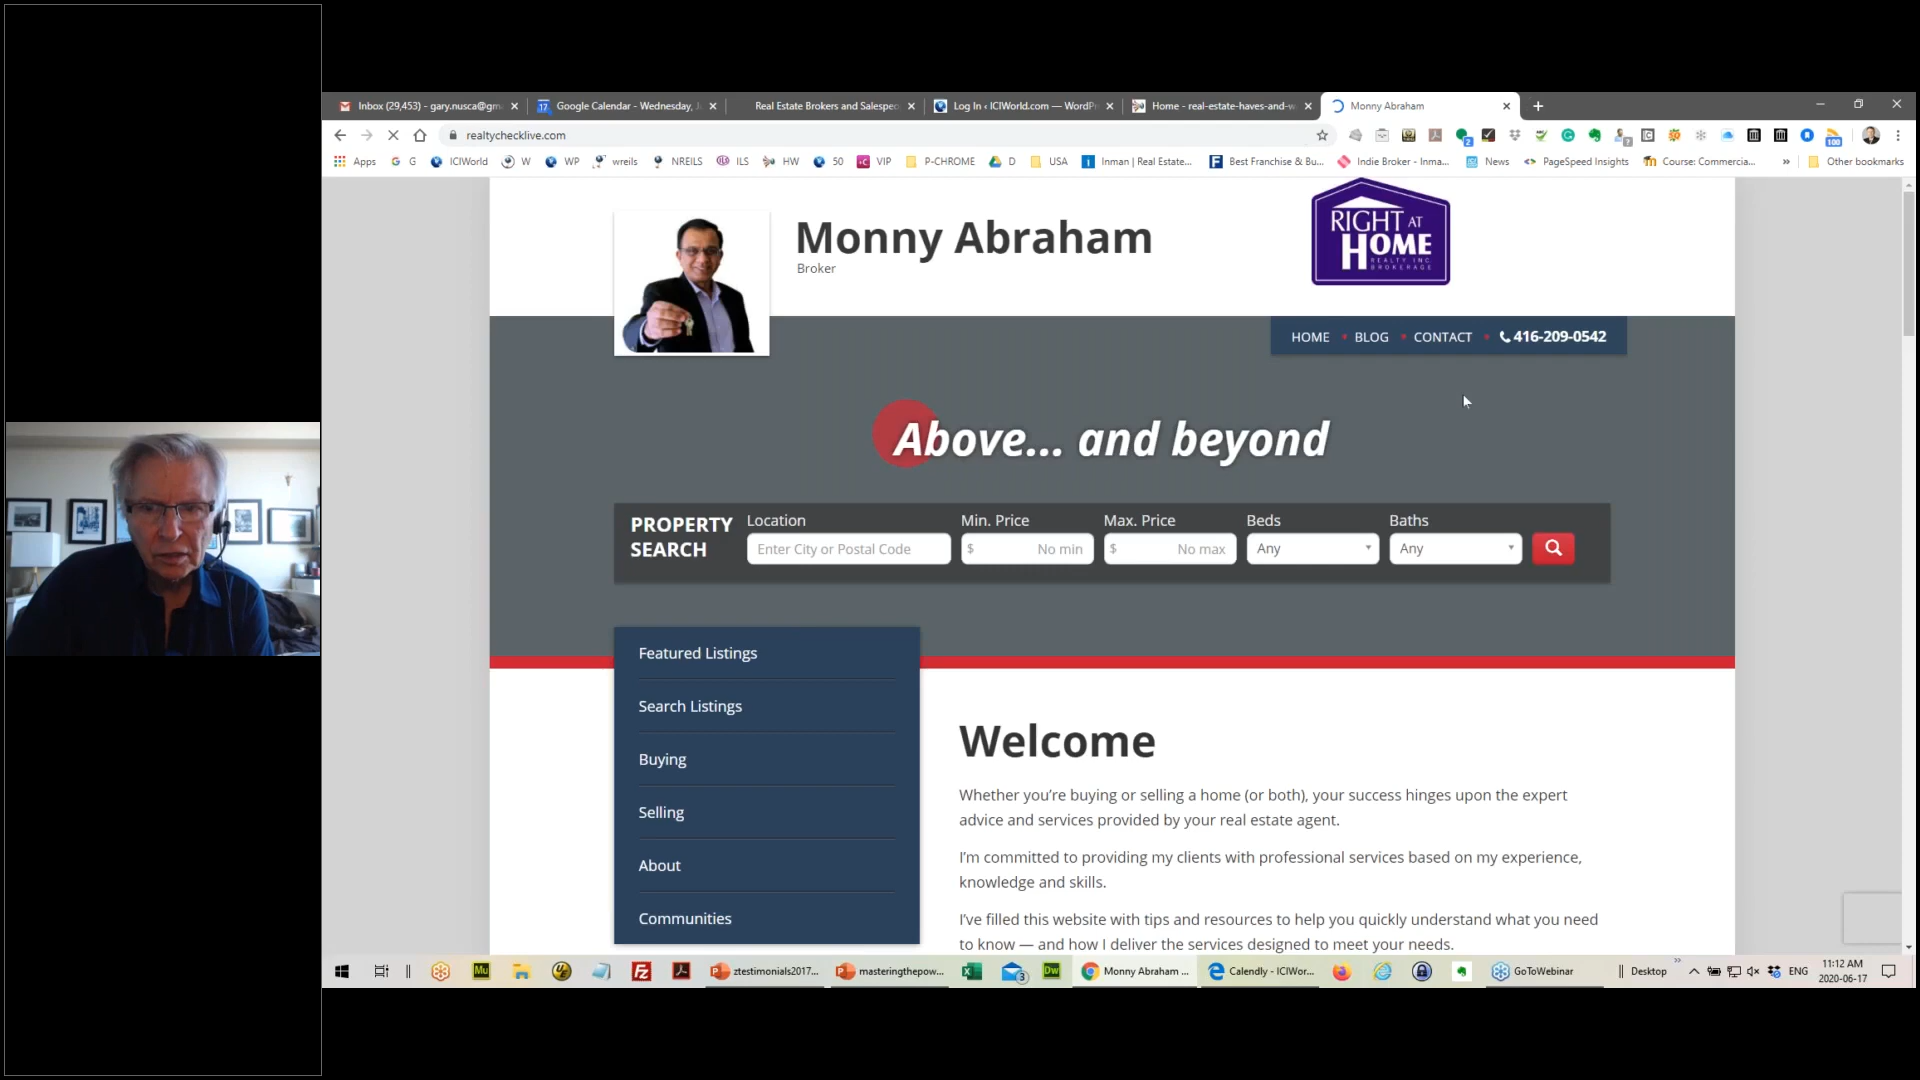 Inbox (29,453) - gary.nusca@gm
Google Calendar - Wednesday, J
Real Estate Brokers and Salespeo
Log In ‹ ICIWorld.com — WordPr
Home - real-estate-haves-and-w
Monny Abraham
realtychecklive.com
Apps
G
ICIWorld
W
WP
wreils
NREILS
ILS
HW
50
VIP
P-CHROME
D
USA
Inman | Real Estate...
Best Franchise & Bu...
Indie Broker - Inma...
News
PageSpeed Insights
Course: Commercia...
»
Other bookmarks
Monny Abraham
Broker
RIGHT AT
HOME
REALTY INC.
BROKERAGE
HOME
BLOG
CONTACT
416-209-0542
Above... and beyond
PROPERTY
SEARCH
Location
Min. Price
Max. Price
Beds
Baths
Enter City or Postal Code
$ No min
$ No max
Any
Any
Featured Listings
Search Listings
Buying
Selling
About
Communities
Welcome
Whether you're buying or selling a home (or both), your success hinges upon the expert
advice and services provided by your real estate agent.
I'm committed to providing my clients with professional services based on my experience,
knowledge and skills.
I've filled this website with tips and resources to help you quickly understand what you need
to know — and how I deliver the services designed to meet your needs.
Mu
Fz
ztestimonials2017...
masteringthepow...
3
Dw
Monny Abraham ...
Calendly - ICIWor...
GoToWebinar
Desktop
»
ENG
11:12 AM
2020-06-17